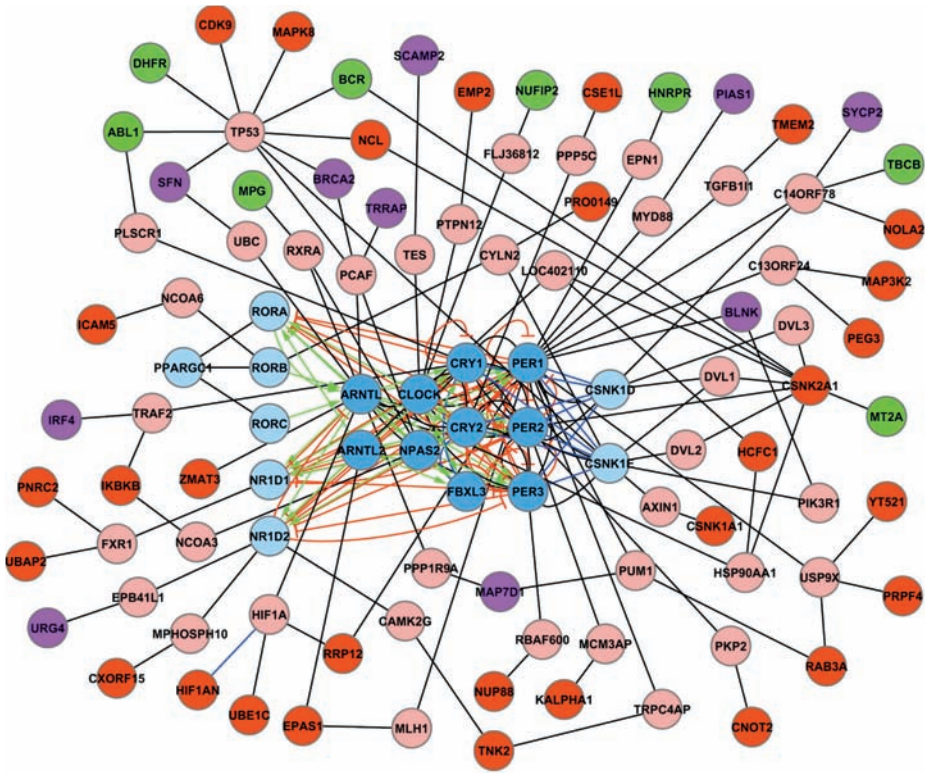 CDK9
MAPK8
SCAMP2
DHFR
BCR
EMP2
NUFIP2
CSE1L
HNRPR
PIAS1
SYCP2
TMEM2
ABL1
TP53
NCL
FLJ36812
PPP5C
EPN1
TBCB
SFN
MPG
BRCA2
TGFB1I1
C14ORF78
TRRAP
PTPN12
PRO0149
MYD88
NOLA2
PLSCR1
UBC
RXRA
PCAF
TES
CYLN2
LOC402110
C13ORF24
MAP3K2
NCOA6
RORA
BLNK
ICAM5
DVL3
PEG3
PPARGC1
RORB
CRY1
PER1
DVL1
CSNK2A1
ARNTL
CLOCK
CSNK1D
IRF4
TRAF2
RORC
CRY2
PER2
MT2A
ARNTL2
NPAS2
DVL2
HCFC1
CSNK1E
PNRC2
IKBKB
ZMAT3
NR1D1
FBXL3
PER3
AXIN1
PIK3R1
YT521
CSNK1A1
UBAP2
FXR1
NCOA3
NR1D2
PPP1R9A
PUM1
HSP90AA1
USP9X
EPB41L1
MAP7D1
PRPF4
URG4
MPHOSPH10
HIF1A
CAMK2G
RBAF600
MCM3AP
PKP2
RRP12
RAB3A
CXORF15
HIF1AN
NUP88
KALPHA1
UBE1C
EPAS1
MLH1
TRPC4AP
CNOT2
TNK2